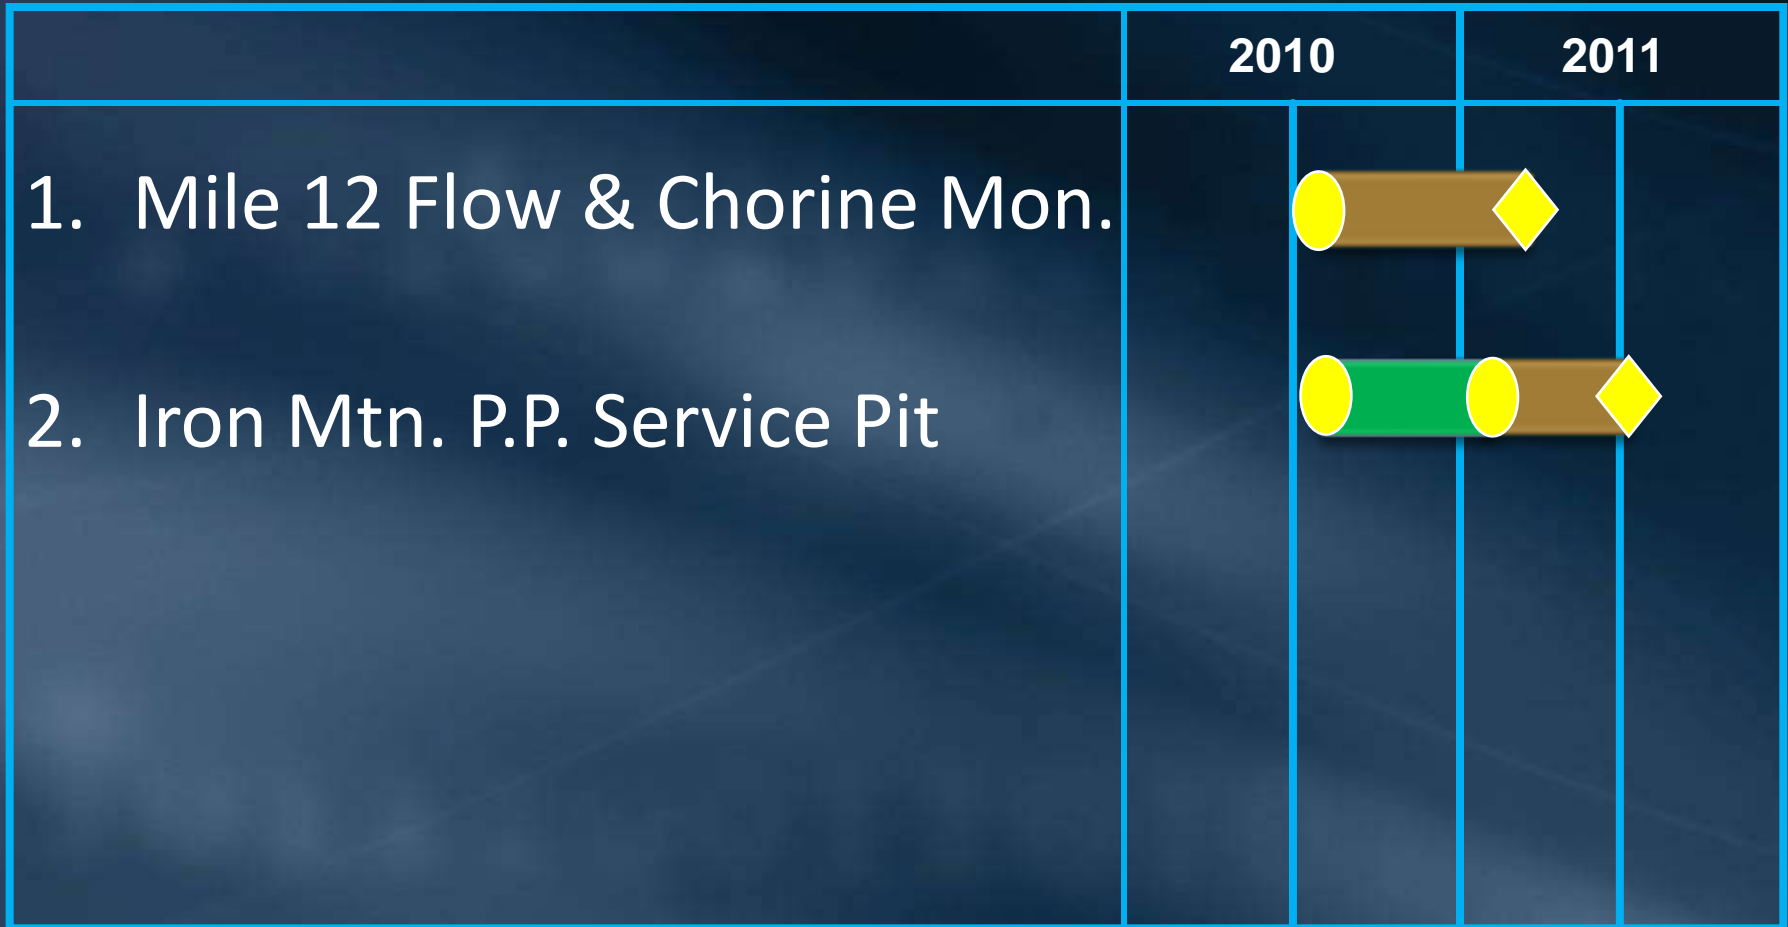 2010 2011
1. Mile 12 Flow & Chorine Mon.
2. Iron Mtn. P.P. Service Pit